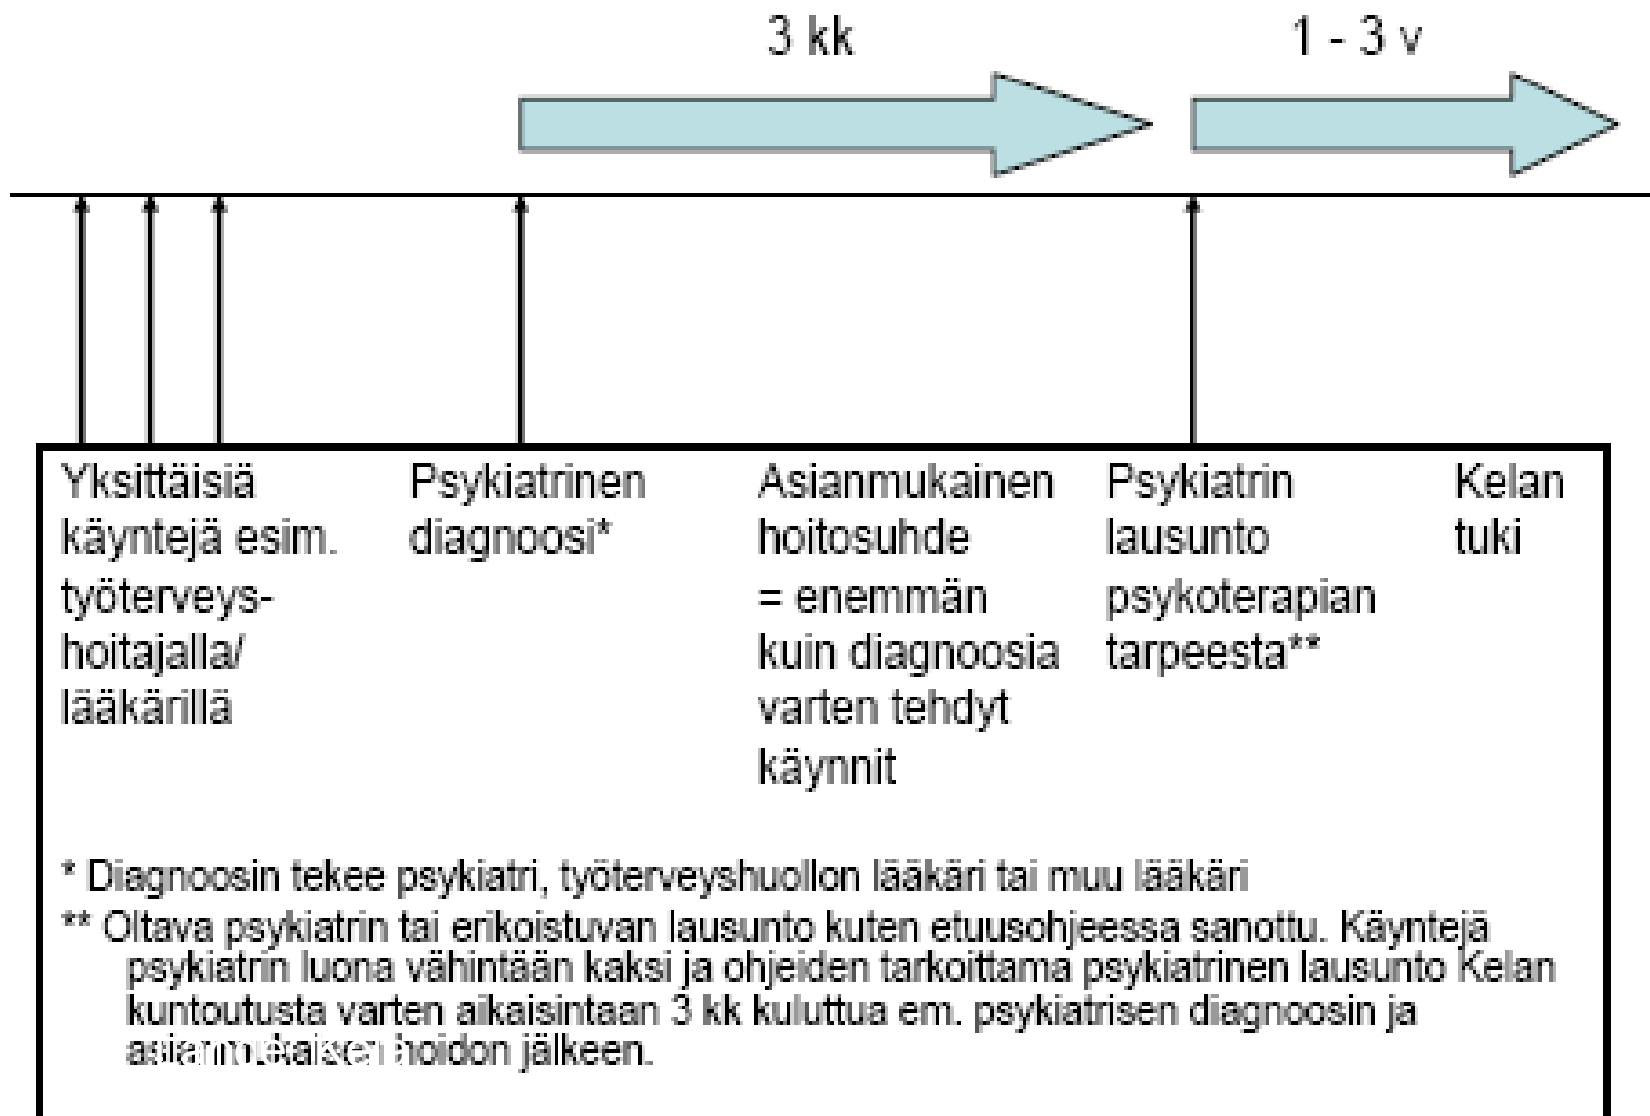 3 kk
1 - 3 v
Yksittäisiä
käyntejä esim.
työterveys-
hoitajalla/
lääkärillä
Psykiatrinen
diagnoosi*
Asianmukainen
hoitosuhde
= enemmän
kuin diagnoosia
varten tehdyt
käynnit
Psykiatrin
lausunto
psykoterapian
tarpeesta**
Kelan
tuki
* Diagnoosin tekee psykiatri, työterveyshuollon lääkäri tai muu lääkäri
** Oltava psykiatrin tai erikoistuvan lausunto kuten etuusohjeessa sanottu. Käyntejä
psykiatrin luona vähintään kaksi ja ohjeiden tarkoittama psykiatrinen lausunto Kelan
kuntoutusta varten aikaisintaan 3 kk kuluttua em. psykiatrisen diagnoosin ja
hoidon jälkeen.